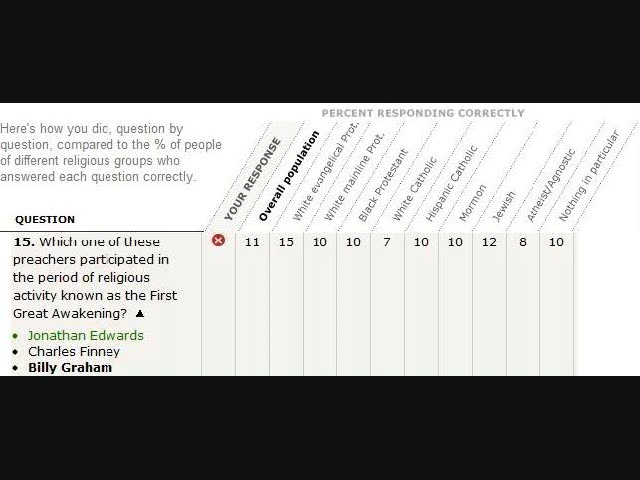 PERCENT RESPONDING CORRECTLY
Here's how you dic, question by
question, compared to the % of people
of different religious groups who
answered each question correctly.
YOUR RESPONSE
Overall population
White evangelical Prot.
White mainline Prot.
Black Protestant
White Catholic
Hispanic Catholic
Mormon
Jewish
Atheist/Agnostic
Nothing in particular
QUESTION
15. Which one of these 11 15 10 10 7 10 10 12 8 10
preachers participated in
the period of religious
activity known as the First
Great Awakening? ▲
• Jonathan Edwards
• Charles Finney
• Billy Graham